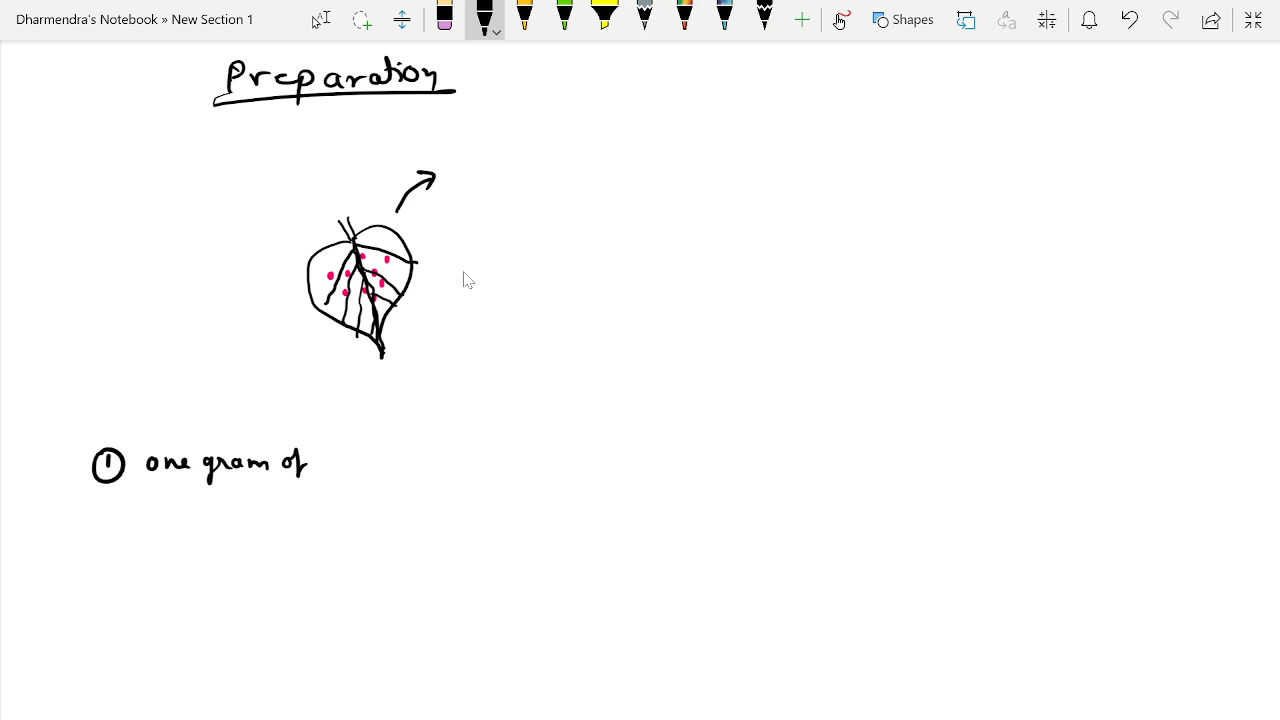 Dharmendra's Notebook » New Section 1
Shapes
Preparation
① one gram of